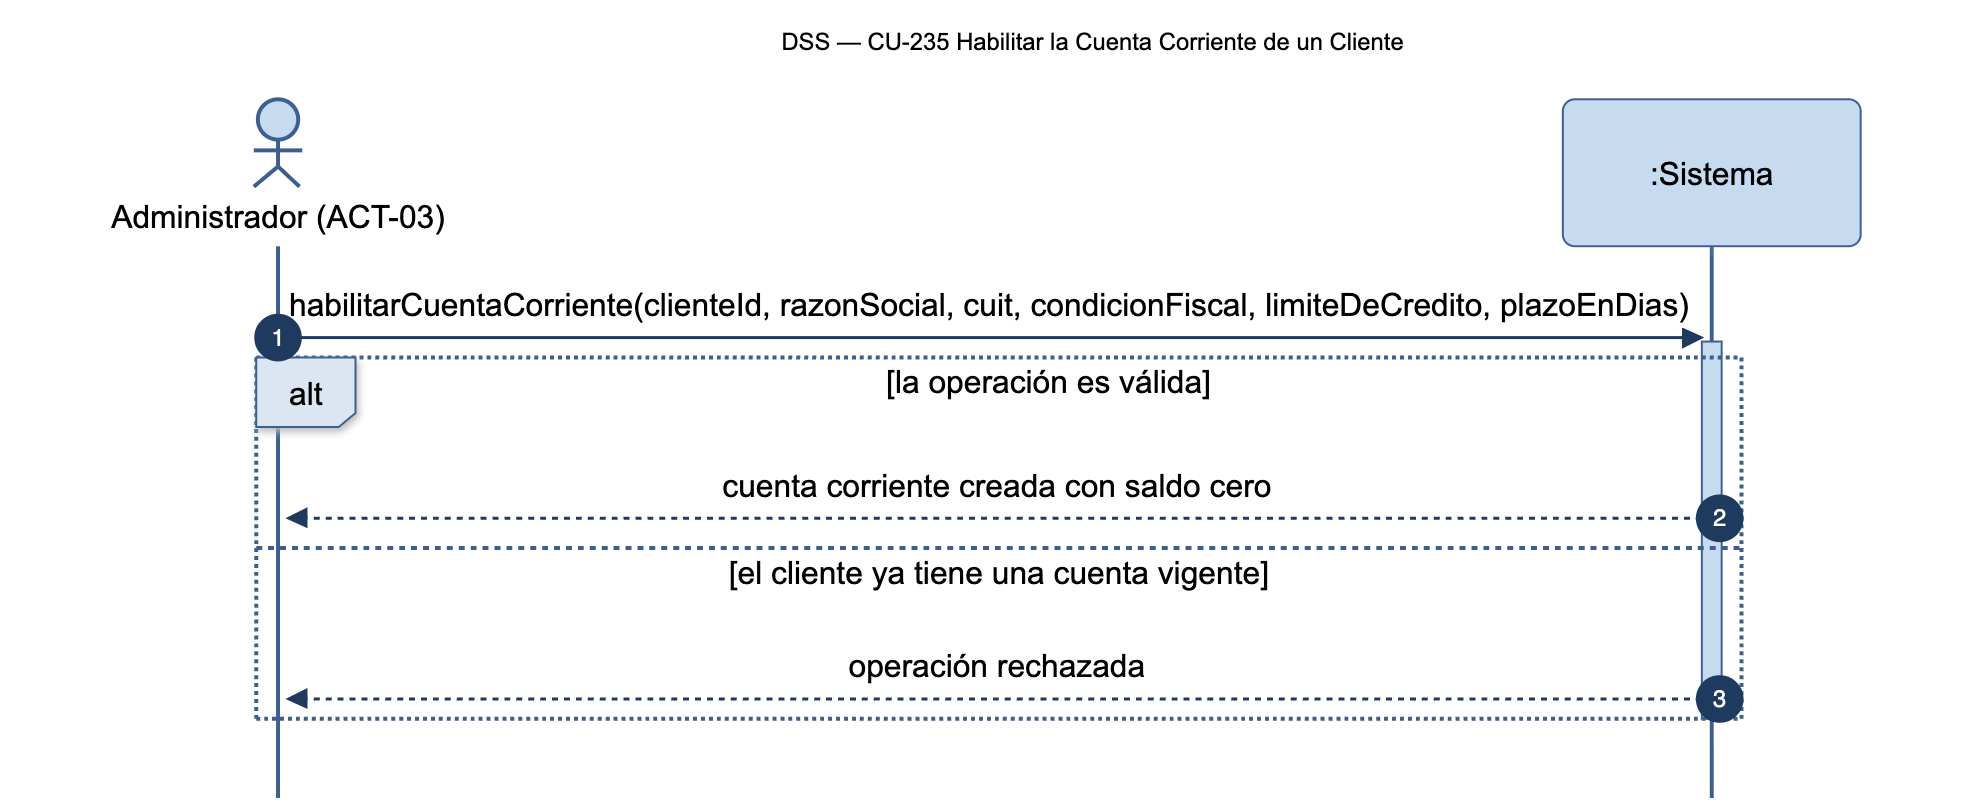 DSS — CU-235 Habilitar la Cuenta Corriente de un Cliente
Administrador (ACT-03)
:Sistema
habilitarCuentaCorriente(clienteId, razonSocial, cuit, condicionFiscal, limiteDeCredito, plazoEnDias)
1
alt
[la operación es válida]
cuenta corriente creada con saldo cero
2
[el cliente ya tiene una cuenta vigente]
operación rechazada
3